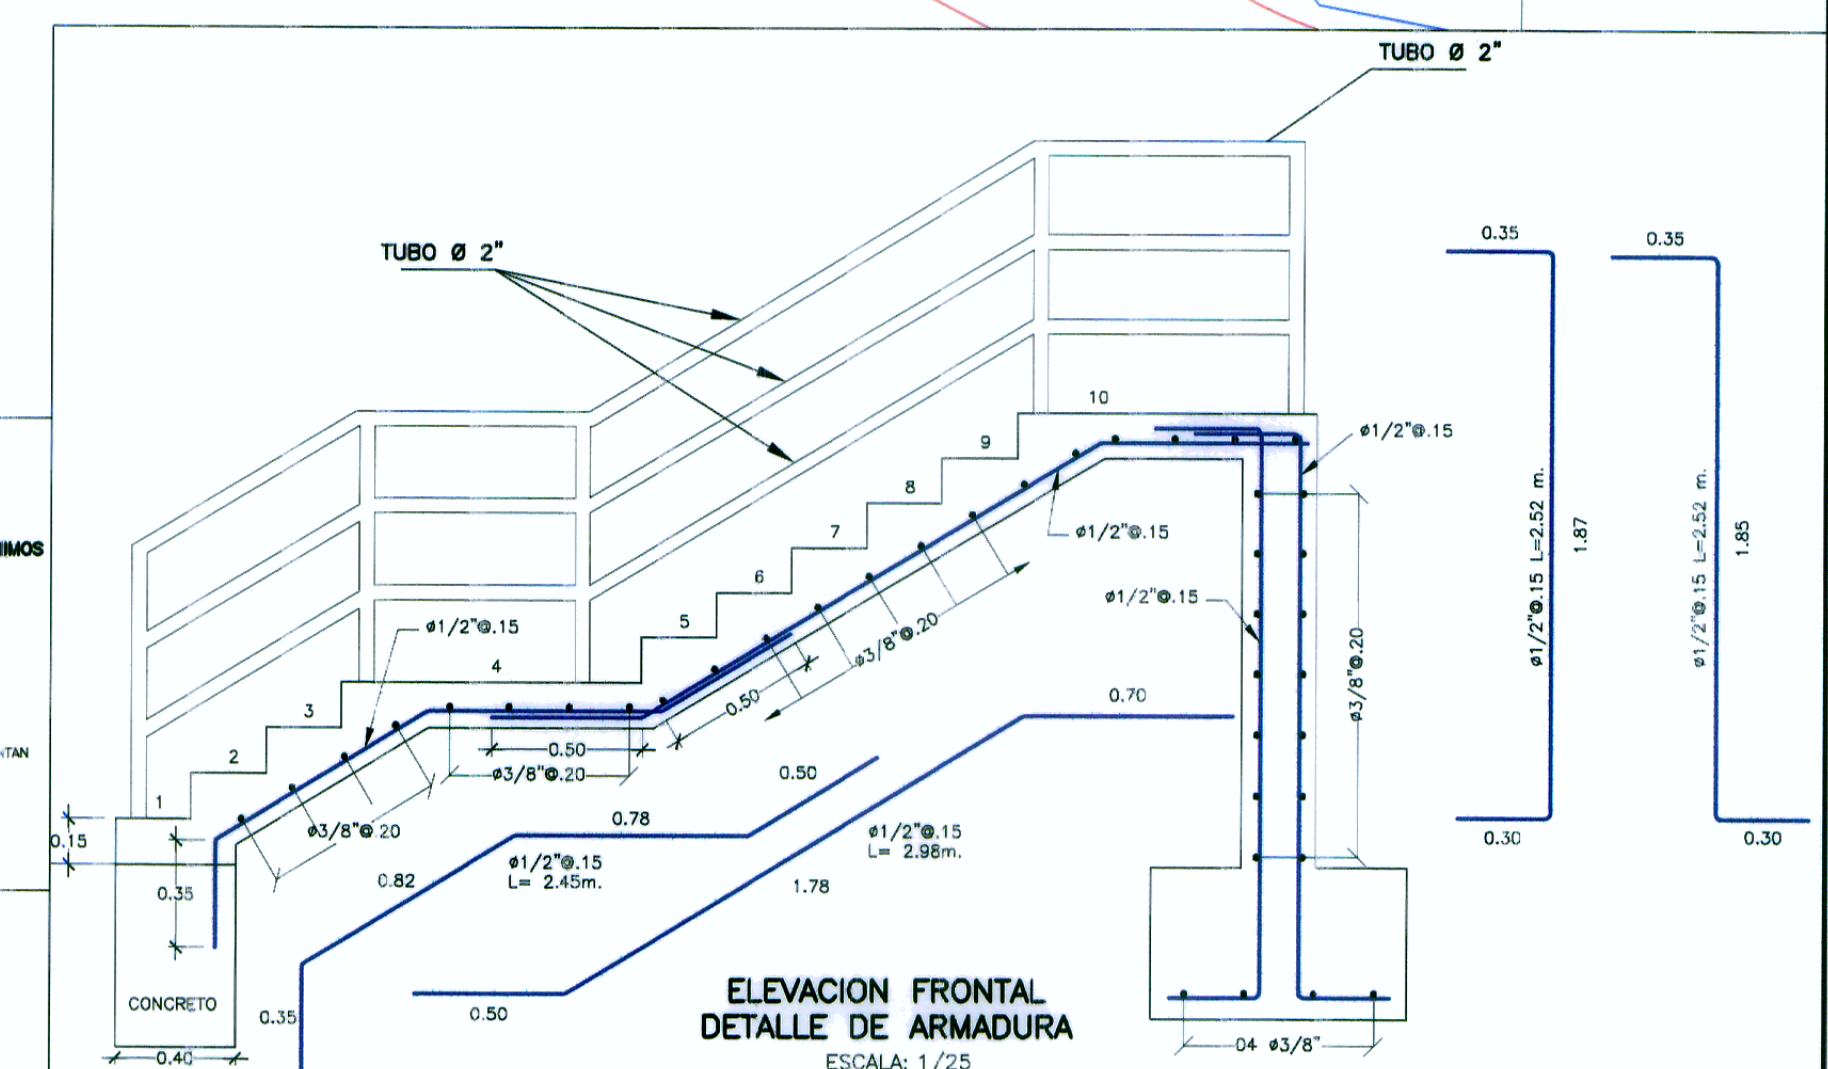 TUBO Ø 2"
TUBO Ø 2"
0.35
0.35
10
9
ø1/2"@.15
8
ø1/2"@.15
7
ø1/2"@.15 L=2.52 m.
1.87
ø1/2"@.15 L=2.52 m.
1.85
6
ø1/2"@.15
5
ø1/2"@.15
ø3/8"@.20
ø3/8"@.20
4
0.50
0.70
3
2
0.50
ø3/8"@.20
0.50
1
0.78
ø3/8"@.20
0.15
ø1/2"@.15
L= 2.98m.
0.30
0.30
ø1/2"@.15
L= 2.45m.
0.82
0.35
1.78
CONCRETO
0.35
0.50
ELEVACION FRONTAL
DETALLE DE ARMADURA
ESCALA: 1/25
0.40
04 ø3/8"